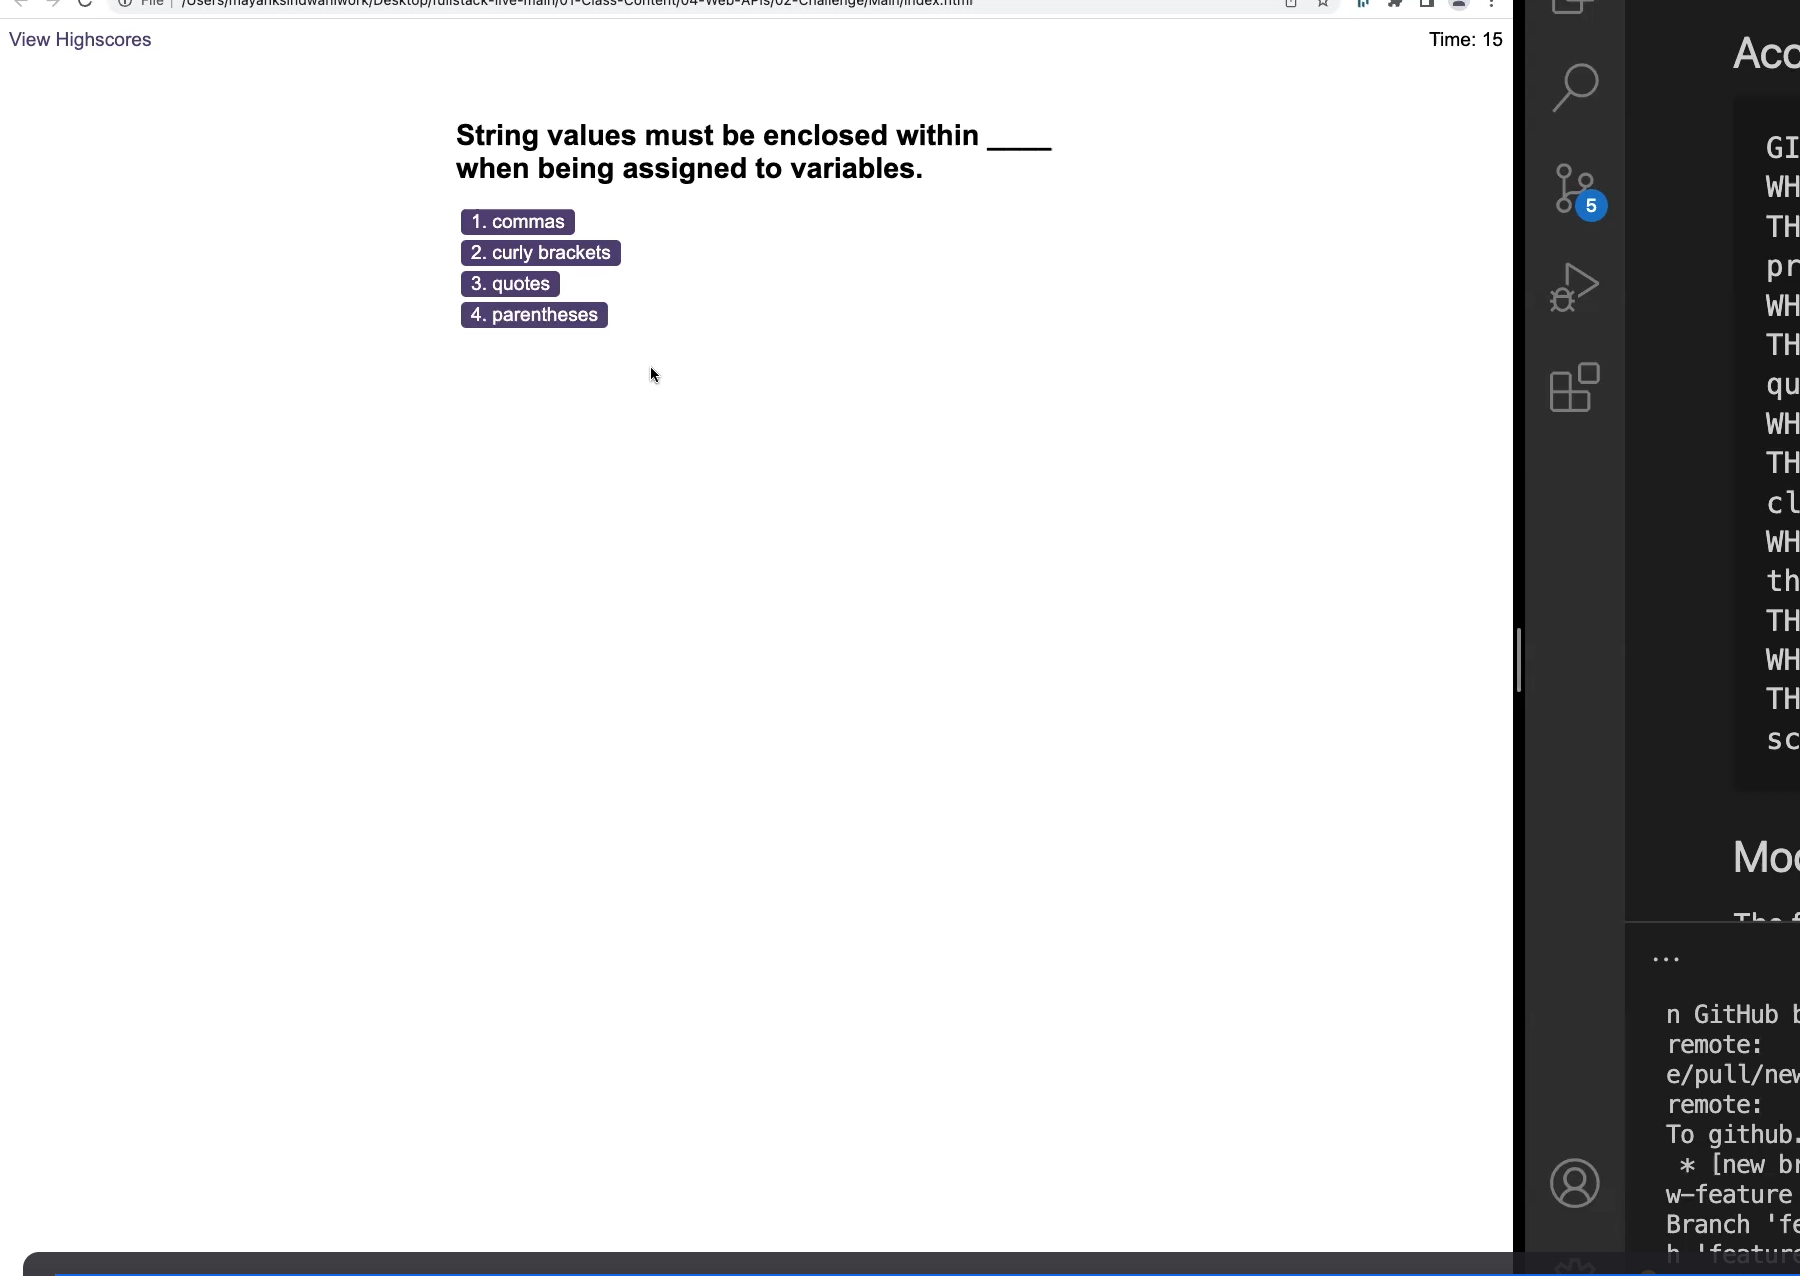 File | /Users/mayanksindwaniwork/Desktop/fullstack-live-main/01-Class-Content/04-Web-APIs/02-Challenge/Main/index.html
View Highscores
Time: 15
String values must be enclosed within ____
when being assigned to variables.
1. commas
2. curly brackets
3. quotes
4. parentheses
5
Acc
GI
WH
TH
pr
WH
TH
qu
WH
TH
cl
WH
th
TH
WH
TH
sc
Moc
The f
...
n GitHub b
remote:
e/pull/new
remote:
To github.
* [new br
w-feature
Branch 'fe
h 'feature